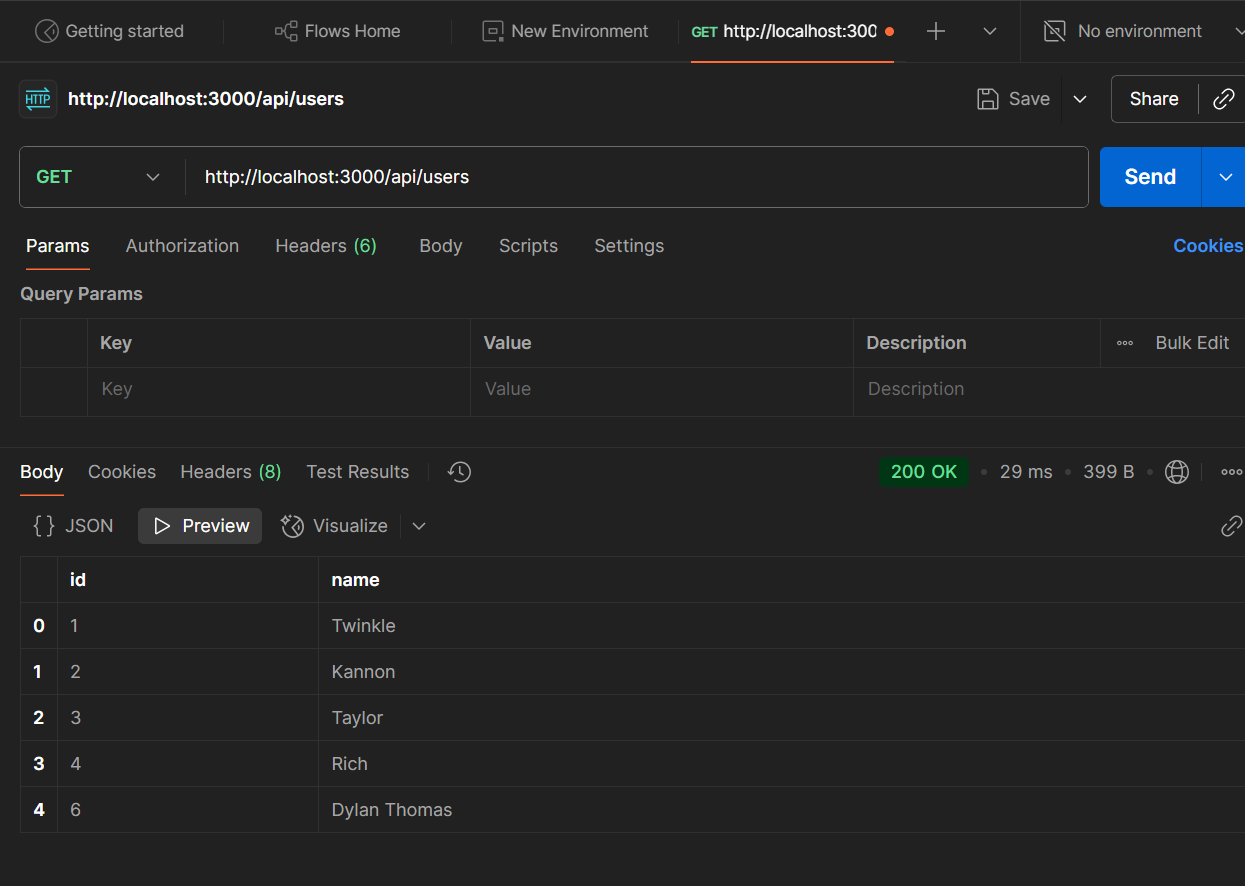 Getting started Flows Home New Environment GET http://localhost:300 No environment
HTTP http://localhost:3000/api/users Save Share
GET http://localhost:3000/api/users Send
Params Authorization Headers (6) Body Scripts Settings Cookies
Query Params
Key Value Description Bulk Edit
Key Value Description
Body Cookies Headers (8) Test Results 200 OK • 29 ms • 399 B •
{} JSON Preview Visualize
id name
0 1 Twinkle
1 2 Kannon
2 3 Taylor
3 4 Rich
4 6 Dylan Thomas